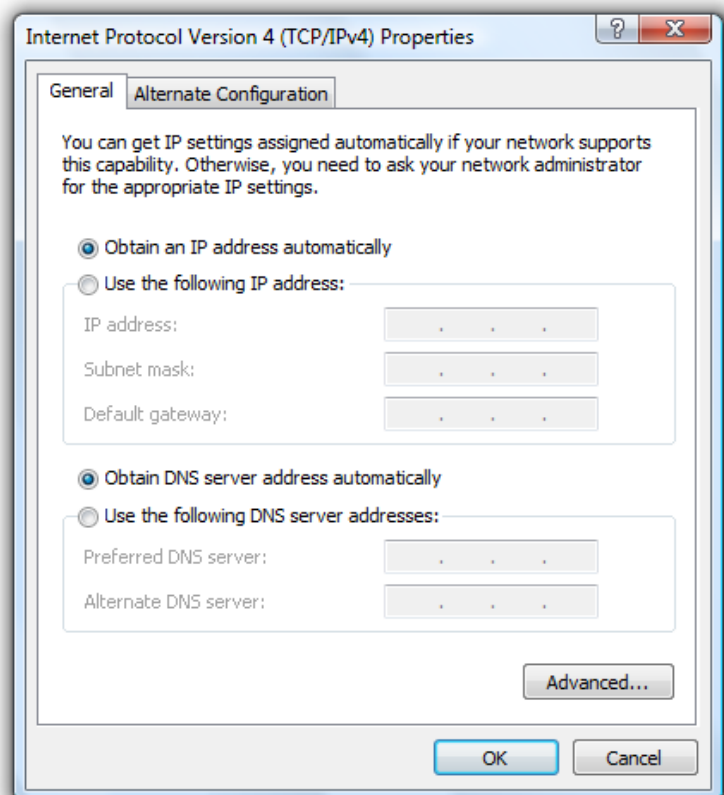 Internet Protocol Version 4 (TCP/IPv4) Properties
General
Alternate Configuration
You can get IP settings assigned automatically if your network supports
this capability. Otherwise, you need to ask your network administrator
for the appropriate IP settings.
Obtain an IP address automatically
Use the following IP address:
IP address:
Subnet mask:
Default gateway:
Obtain DNS server address automatically
Use the following DNS server addresses:
Preferred DNS server:
Alternate DNS server:
Advanced...
OK
Cancel